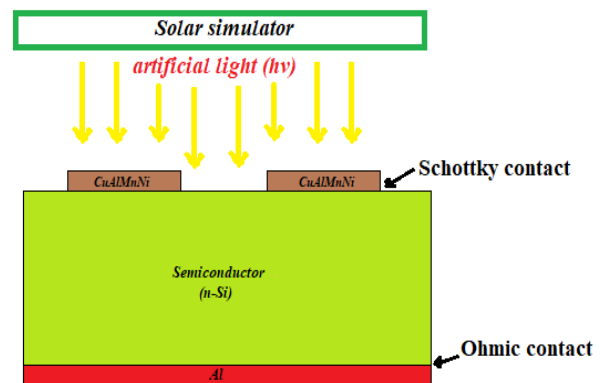 Solar simulator
artificial light (hv)
CuAlMnNi
CuAlMnNi
Schottky contact
Semiconductor
(n-Si)
Ohmic contact
Al